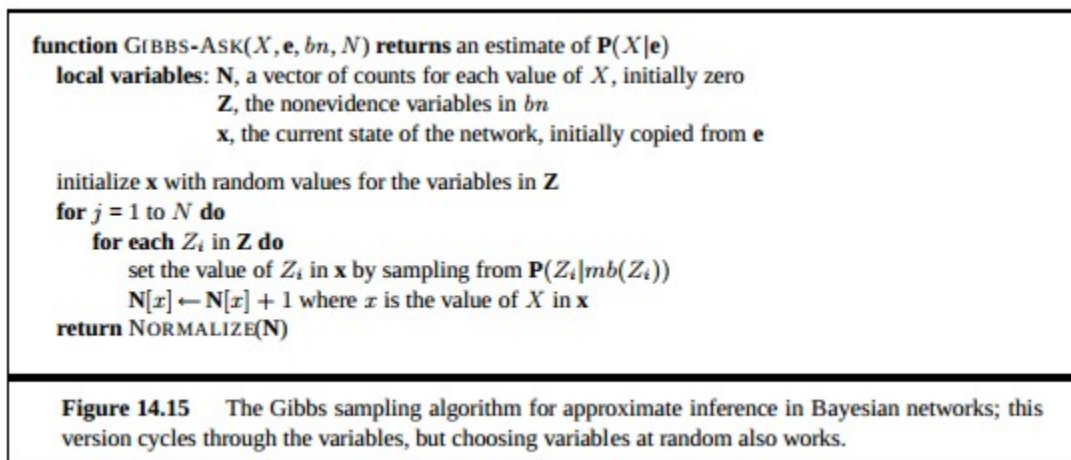 function GIBBS-ASK(X, e, bn, N) returns an estimate of P(X|e)
local variables: N, a vector of counts for each value of X, initially zero
Z, the nonevidence variables in bn
x, the current state of the network, initially copied from e
initialize x with random values for the variables in Z
for j = 1 to N do
for each Zᵢ in Z do
set the value of Zᵢ in x by sampling from P(Zᵢ|mb(Zᵢ))
N[x] ← N[x] + 1 where x is the value of X in x
return NORMALIZE(N)
Figure 14.15 The Gibbs sampling algorithm for approximate inference in Bayesian networks; this
version cycles through the variables, but choosing variables at random also works.